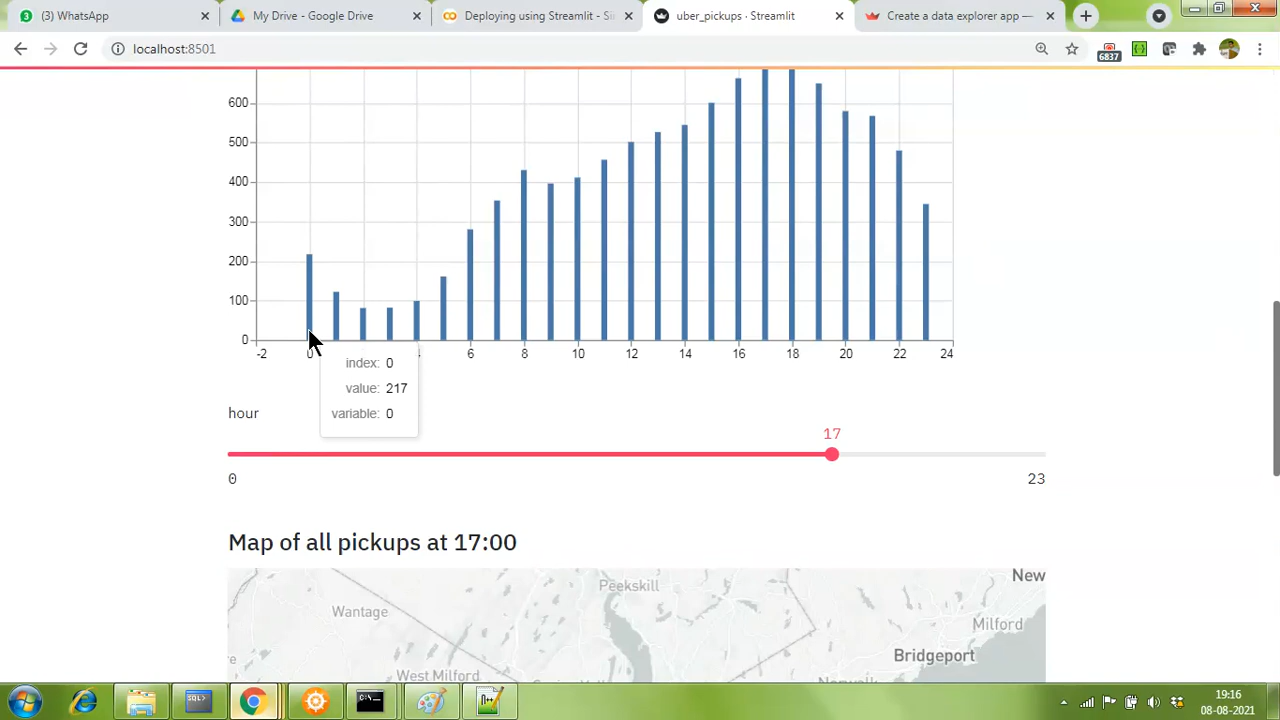 (3) WhatsApp
My Drive - Google Drive
Deploying using Streamlit - Si
uber_pickups · Streamlit
Create a data explorer app —
localhost:8501
6837
600
500
400
300
200
100
0
-2 0 6 8 10 12 14 16 18 20 22 24
index: 0
value: 217
variable: 0
hour
17
0 23
Map of all pickups at 17:00
Peekskill
New
Wantage
Milford
Bridgeport
West Milford
19:16
08-08-2021